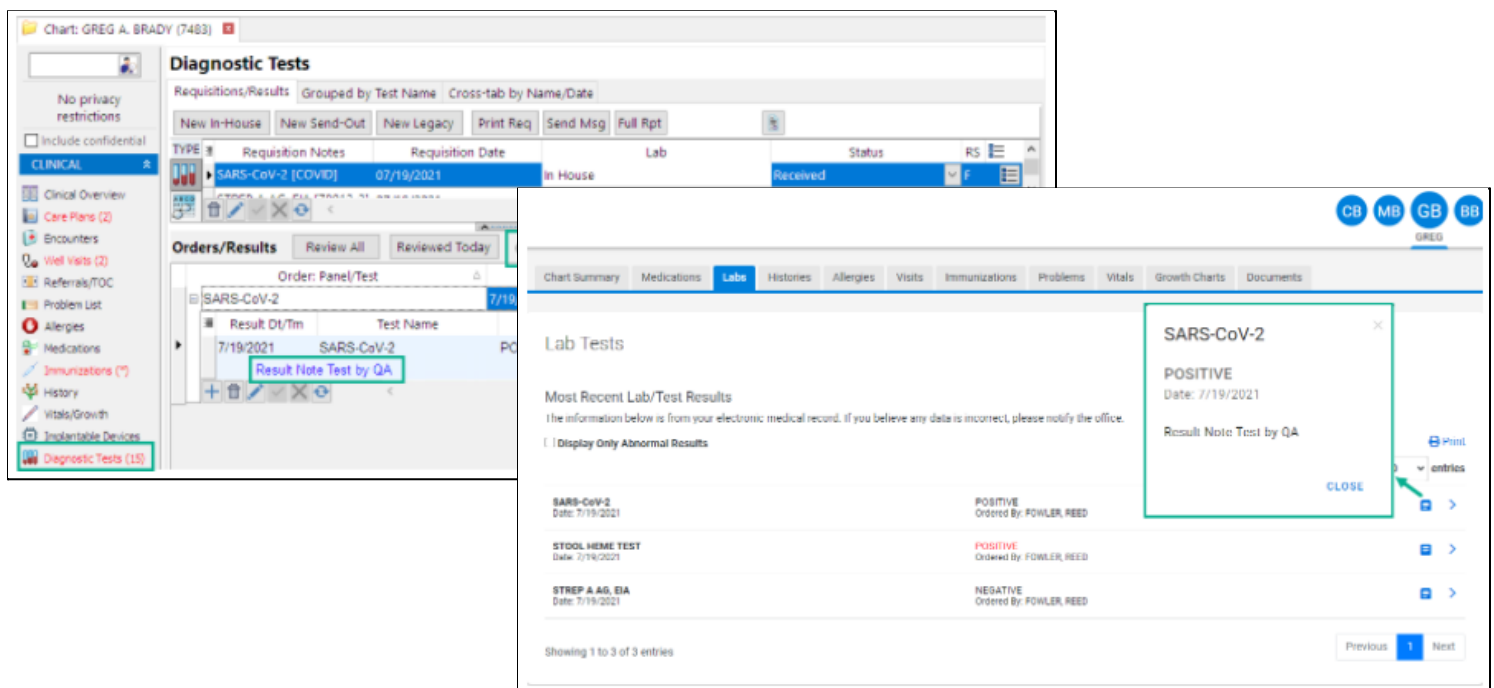 Chart: GREG A. BRADY (7483)
No privacy
restrictions
Include confidential
CLINICAL
Clinical Overview
Care Plans (2)
Encounters
Well Visits (2)
Referrals/TOC
Problem List
Allergies
Medications
Immunizations (*)
History
Vitals/Growth
Implantable Devices
Diagnostic Tests (15)
Diagnostic Tests
Requisitions/Results Grouped by Test Name Cross-tab by Name/Date
New In-House New Send-Out New Legacy Print Req Send Msg Full Rpt
TYPE Requisition Notes Requisition Date Lab Status RS
SARS-CoV-2 [COVID] 07/19/2021 In House Received F
Orders/Results Review All Reviewed Today
Order: Panel/Test
SARS-CoV-2 7/19
Result Dt/Tm Test Name
7/19/2021 SARS-CoV-2 PO
Result Note Test by QA
CB MB GB BB
GREG
Chart Summary Medications Labs Histories Allergies Visits Immunizations Problems Vitals Growth Charts Documents
Lab Tests
Most Recent Lab/Test Results
The information below is from your electronic medical record. If you believe any data is incorrect, please notify the office.
Display Only Abnormal Results
Print
entries
SARS-CoV-2
POSITIVE
Date: 7/19/2021
Result Note Test by QA
CLOSE
SARS-CoV-2 POSITIVE
Date: 7/19/2021 Ordered By: FOWLER, REED
STOOL HEME TEST POSITIVE
Date: 7/19/2021 Ordered By: FOWLER, REED
STREP A AG, EIA NEGATIVE
Date: 7/19/2021 Ordered By: FOWLER, REED
Showing 1 to 3 of 3 entries
Previous 1 Next